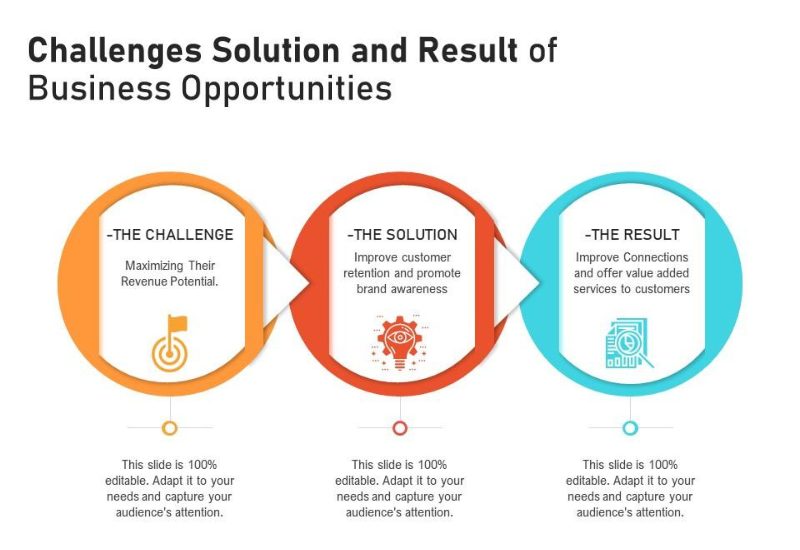 Challenges Solution and Result of
Business Opportunities
-THE CHALLENGE
Maximizing Their
Revenue Potential.
-THE SOLUTION
Improve customer
retention and promote
brand awareness
-THE RESULT
Improve Connections
and offer value added
services to customers
This slide is 100%
editable. Adapt it to your
needs and capture your
audience's attention.
This slide is 100%
editable. Adapt it to your
needs and capture your
audience's attention.
This slide is 100%
editable. Adapt it to your
needs and capture your
audience's attention.